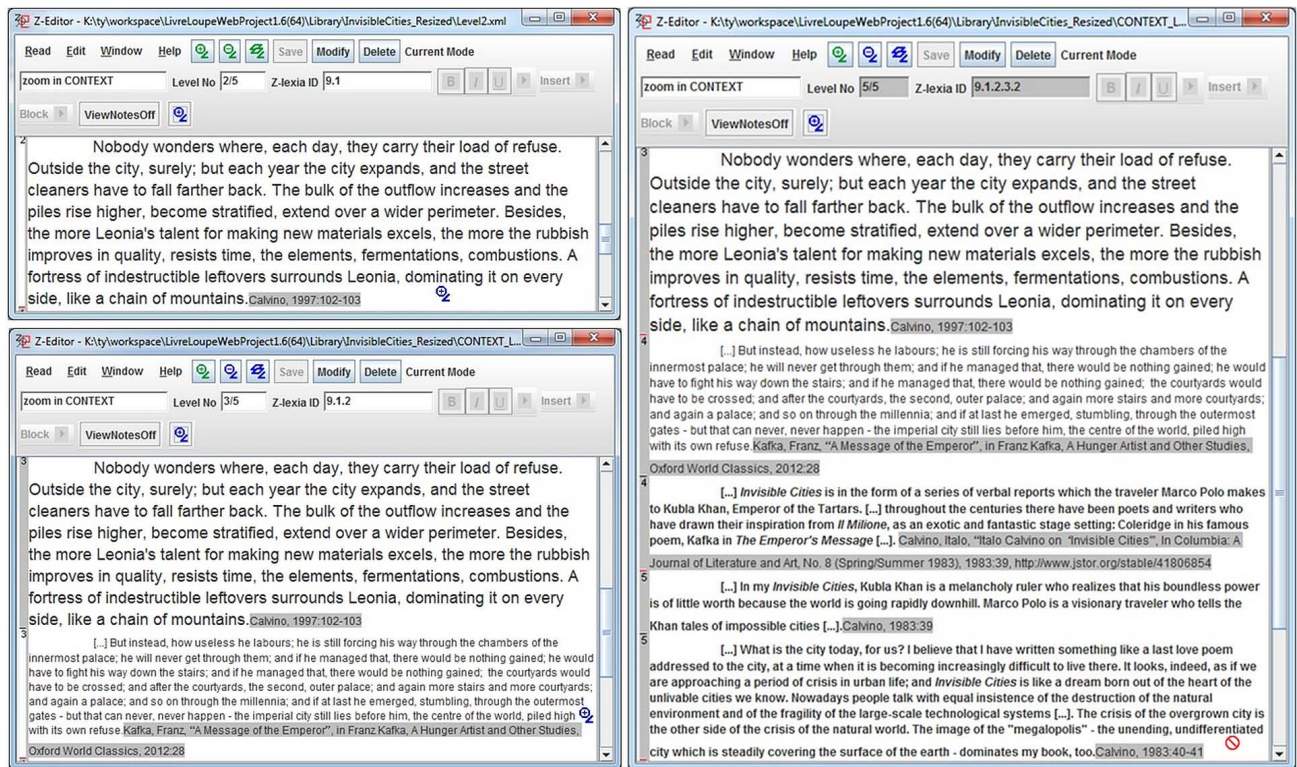 Z-Editor - K:\ty\workspace\LivreLoupeWebProject1.6(64)\Library\InvisibleCities_Resized\Level2.xml
Read Edit Window Help Save Modify Delete Current Mode
zoom in CONTEXT Level No 2/5 Z-lexia ID 9.1 B I U Insert
Block ViewNotesOff
2
Nobody wonders where, each day, they carry their load of refuse.
Outside the city, surely; but each year the city expands, and the street
cleaners have to fall farther back. The bulk of the outflow increases and the
piles rise higher, become stratified, extend over a wider perimeter. Besides,
the more Leonia's talent for making new materials excels, the more the rubbish
improves in quality, resists time, the elements, fermentations, combustions. A
fortress of indestructible leftovers surrounds Leonia, dominating it on every
side, like a chain of mountains.Calvino, 1997:102-103
Z-Editor - K:\ty\workspace\LivreLoupeWebProject1.6(64)\Library\InvisibleCities_Resized\CONTEXT_L...
Read Edit Window Help Save Modify Delete Current Mode
zoom in CONTEXT Level No 3/5 Z-lexia ID 9.1.2 B I U Insert
Block ViewNotesOff
3
Nobody wonders where, each day, they carry their load of refuse.
Outside the city, surely; but each year the city expands, and the street
cleaners have to fall farther back. The bulk of the outflow increases and the
piles rise higher, become stratified, extend over a wider perimeter. Besides,
the more Leonia's talent for making new materials excels, the more the rubbish
improves in quality, resists time, the elements, fermentations, combustions. A
fortress of indestructible leftovers surrounds Leonia, dominating it on every
side, like a chain of mountains.Calvino, 1997:102-103
3
[...] But instead, how useless he labours; he is still forcing his way through the chambers of the
innermost palace; he will never get through them; and if he managed that, there would be nothing gained; he would
have to fight his way down the stairs; and if he managed that, there would be nothing gained; the courtyards would
have to be crossed; and after the courtyards, the second, outer palace; and again more stairs and more courtyards;
and again a palace; and so on through the millennia; and if at last he emerged, stumbling, through the outermost
gates - but that can never, never happen - the imperial city still lies before him, the centre of the world, piled high
with its own refuse.Kafka, Franz, “A Message of the Emperor”, in Franz Kafka, A Hunger Artist and Other Studies,
Oxford World Classics, 2012:28
Z-Editor - K:\ty\workspace\LivreLoupeWebProject1.6(64)\Library\InvisibleCities_Resized\CONTEXT_L...
Read Edit Window Help Save Modify Delete Current Mode
zoom in CONTEXT Level No 5/5 Z-lexia ID 9.1.2.3.2 B I U Insert
Block ViewNotesOff
3
Nobody wonders where, each day, they carry their load of refuse.
Outside the city, surely; but each year the city expands, and the street
cleaners have to fall farther back. The bulk of the outflow increases and the
piles rise higher, become stratified, extend over a wider perimeter. Besides,
the more Leonia's talent for making new materials excels, the more the rubbish
improves in quality, resists time, the elements, fermentations, combustions. A
fortress of indestructible leftovers surrounds Leonia, dominating it on every
side, like a chain of mountains.Calvino, 1997:102-103
4
[...] But instead, how useless he labours; he is still forcing his way through the chambers of the
innermost palace; he will never get through them; and if he managed that, there would be nothing gained; he would
have to fight his way down the stairs; and if he managed that, there would be nothing gained; the courtyards would
have to be crossed; and after the courtyards, the second, outer palace; and again more stairs and more courtyards;
and again a palace; and so on through the millennia; and if at last he emerged, stumbling, through the outermost
gates - but that can never, never happen - the imperial city still lies before him, the centre of the world, piled high
with its own refuse.Kafka, Franz, “A Message of the Emperor”, in Franz Kafka, A Hunger Artist and Other Studies,
Oxford World Classics, 2012:28
4
[...] Invisible Cities is in the form of a series of verbal reports which the traveler Marco Polo makes
to Kubla Khan, Emperor of the Tartars. [...] throughout the centuries there have been poets and writers who
have drawn their inspiration from Il Milione, as an exotic and fantastic stage setting: Coleridge in his famous
poem, Kafka in The Emperor's Message [...]. Calvino, Italo, “Italo Calvino on ‘Invisible Cities’”, In Columbia: A
Journal of Literature and Art, No. 8 (Spring/Summer 1983), 1983:39, http://www.jstor.org/stable/41806854
5
[...] In my Invisible Cities, Kubla Khan is a melancholy ruler who realizes that his boundless power
is of little worth because the world is going rapidly downhill. Marco Polo is a visionary traveler who tells the
Khan tales of impossible cities [...].Calvino, 1983:39
5
[...] What is the city today, for us? I believe that I have written something like a last love poem
addressed to the city, at a time when it is becoming increasingly difficult to live there. It looks, indeed, as if we
are approaching a period of crisis in urban life; and Invisible Cities is like a dream born out of the heart of the
unlivable cities we know. Nowadays people talk with equal insistence of the destruction of the natural
environment and of the fragility of the large-scale technological systems [...]. The crisis of the overgrown city is
the other side of the crisis of the natural world. The image of the "megalopolis" - the unending, undifferentiated
city which is steadily covering the surface of the earth - dominates my book, too.Calvino, 1983:40-41